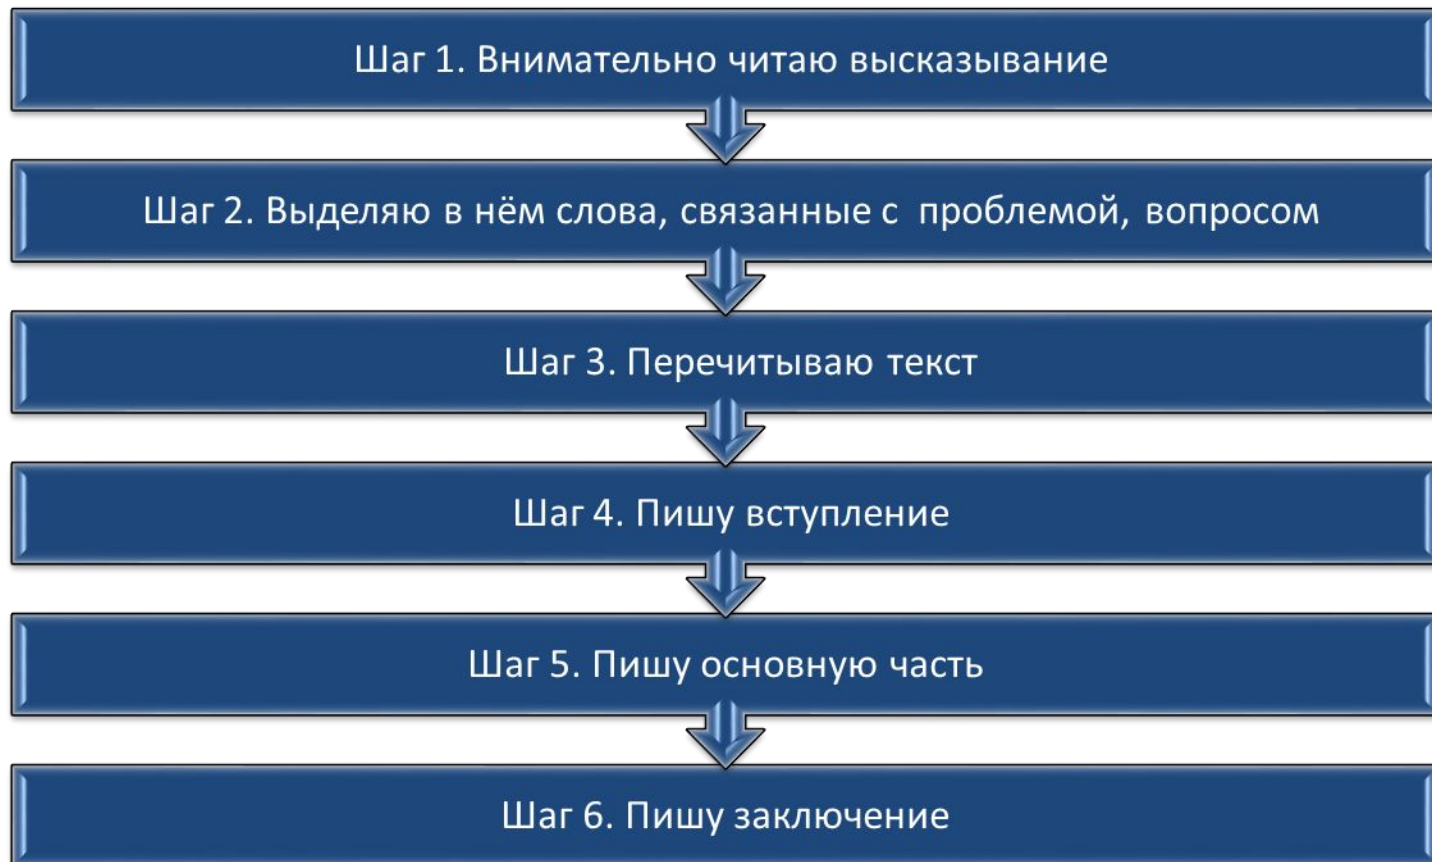 Шаг 1. Внимательно читаю высказывание
Шаг 2. Выделяю в нём слова, связанные с проблемой, вопросом
Шаг 3. Перечитываю текст
Шаг 4. Пишу вступление
Шаг 5. Пишу основную часть
Шаг 6. Пишу заключение